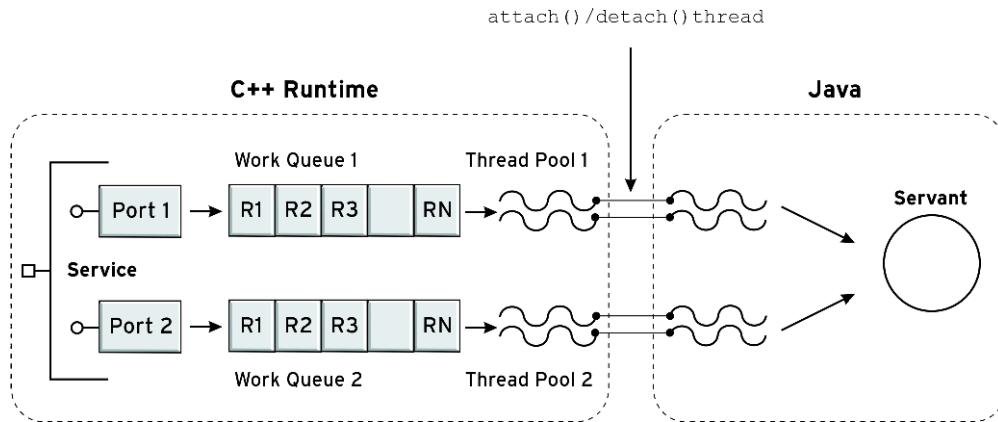 attach()/detach()thread
C++ Runtime
Java
Work Queue 1
Thread Pool 1
Port 1
R1 R2 R3 RN
Servant
Service
Port 2
R1 R2 R3 RN
Work Queue 2
Thread Pool 2